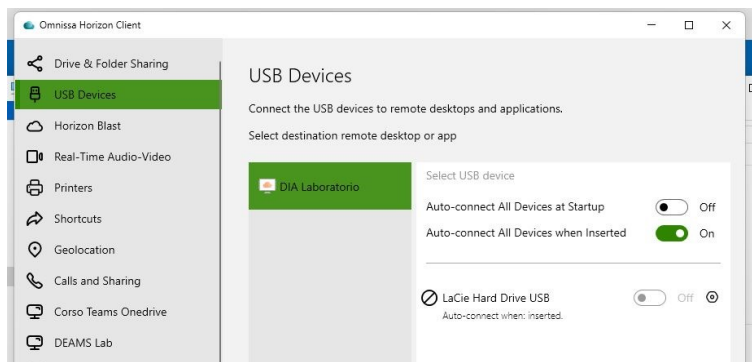 Omnissa Horizon Client
Drive & Folder Sharing
USB Devices
Horizon Blast
Real-Time Audio-Video
Printers
Shortcuts
Geolocation
Calls and Sharing
Corso Teams Onedrive
DEAMS Lab
USB Devices
Connect the USB devices to remote desktops and applications.
Select destination remote desktop or app
DIA Laboratorio
Select USB device
Auto-connect All Devices at Startup Off
Auto-connect All Devices when Inserted On
LaCie Hard Drive USB Off
Auto-connect when: inserted.